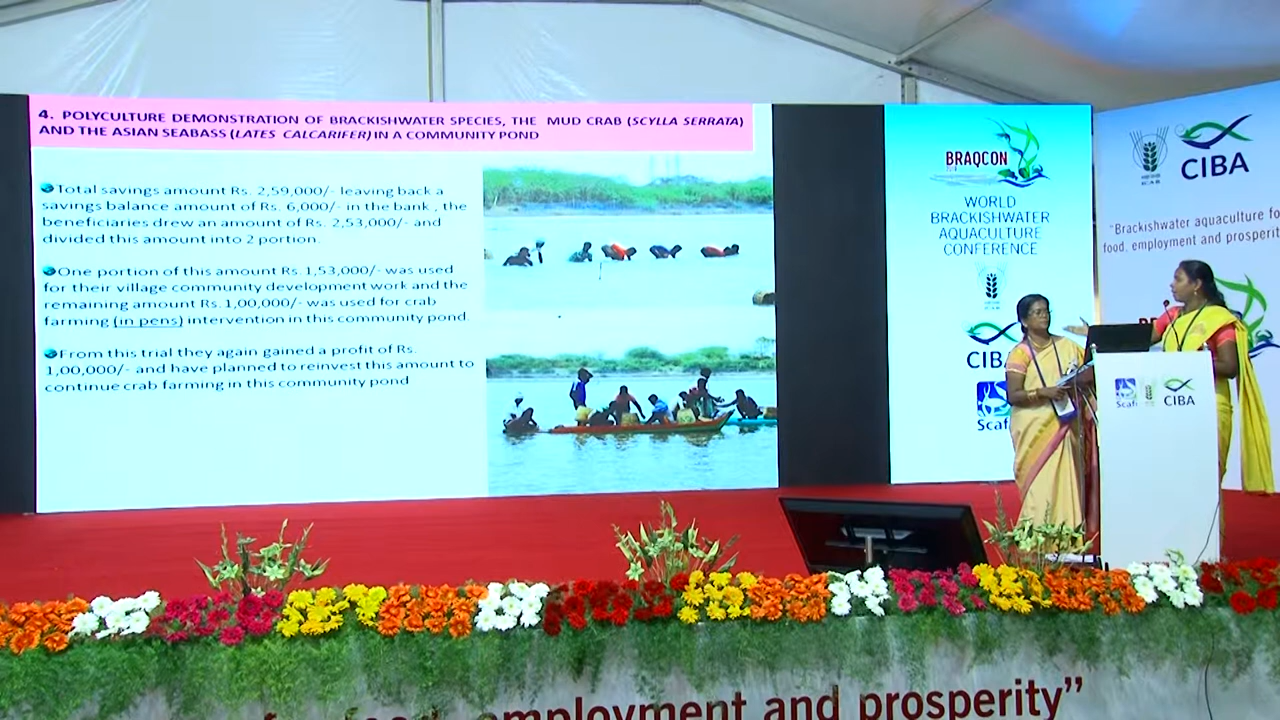 4. POLYCULTURE DEMONSTRATION OF BRACKISHWATER SPECIES, THE MUD CRAB (SCYLLA SERRATA)
AND THE ASIAN SEABASS (LATES CALCARIFER) IN A COMMUNITY POND
Total savings amount Rs. 2,59,000/- leaving back a
savings balance amount of Rs. 6,000/- in the bank , the
beneficiaries drew an amount of Rs. 2,53,000/- and
divided this amount into 2 portion.
One portion of this amount Rs. 1,53,000/- was used
for their village community development work and the
remaining amount Rs. 1,00,000/- was used for crab
farming (in pens) intervention in this community pond.
From this trial they again gained a profit of Rs.
1,00,000/- and have planned to reinvest this amount to
continue crab farming in this community pond
BRAQCON
WORLD
BRACKISHWATER
AQUACULTURE
CONFERENCE
CIBA
Scafi
CIBA
"Brackishwater aquaculture fo
food, employment and prosperit
Scafi
CIBA
employment and prosperity”